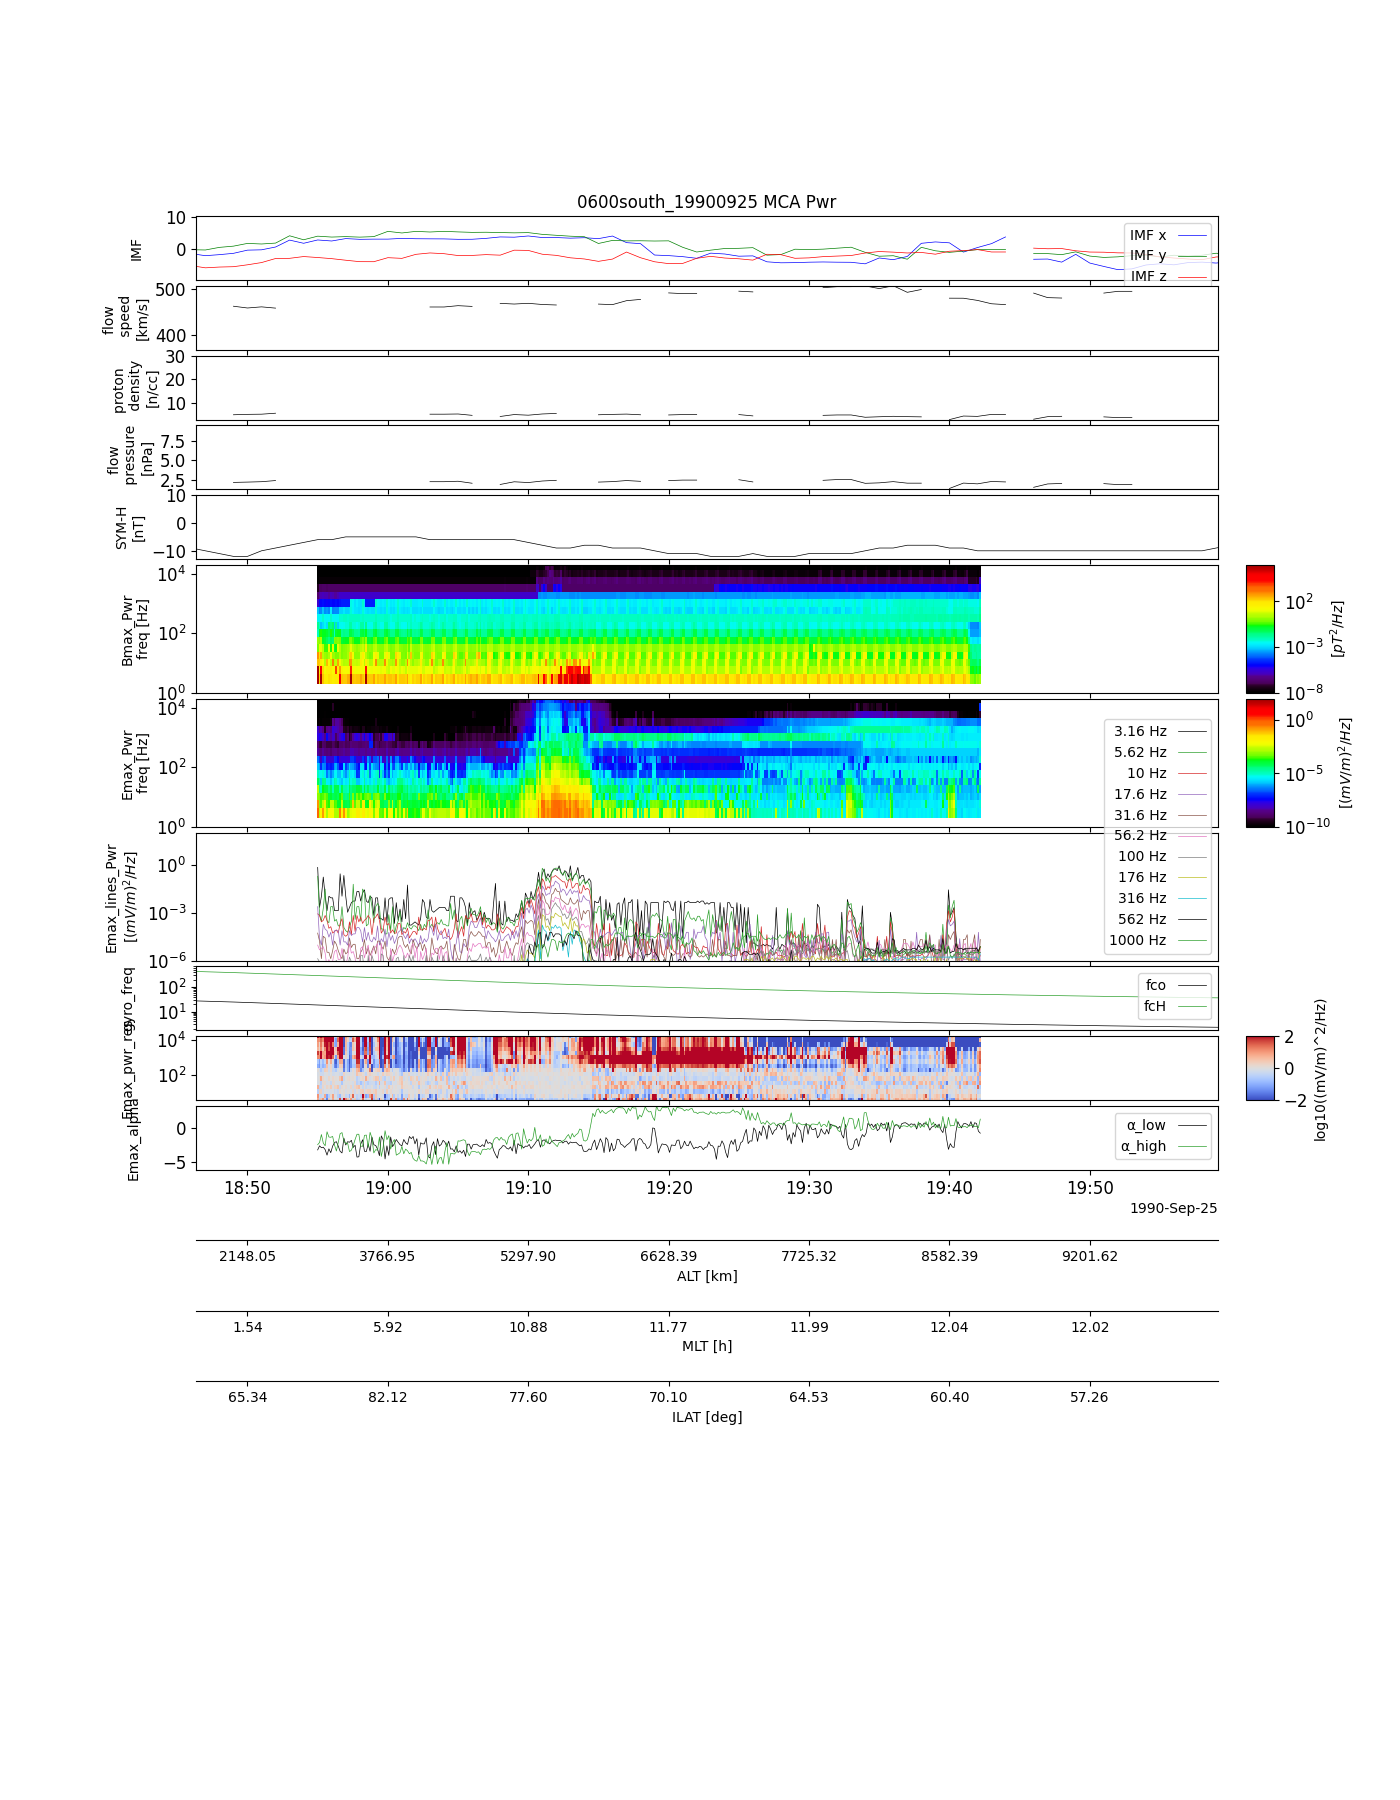 0600south_19900925 MCA Pwr
IMF
10
0
IMF x
IMF y
IMF z
flow
speed
[km/s]
500
400
proton
density
[n/cc]
30
20
10
flow
pressure
[nPa]
7.5
5.0
2.5
SYM-H
[nT]
10
0
−10
Bmax_Pwr
freq [Hz]
10^4
10^2
10^0
10^2
10^−3
10^−8
[pT^2/Hz]
Emax_Pwr
freq [Hz]
10^4
10^2
10^0
10^0
10^−5
10^−10
[(mV/m)^2/Hz]
3.16 Hz
5.62 Hz
10 Hz
17.6 Hz
31.6 Hz
56.2 Hz
100 Hz
176 Hz
316 Hz
562 Hz
1000 Hz
Emax_lines_Pwr
[(mV/m)^2/Hz]
10^0
10^−3
10^−6
gyro_freq
10^2
10^1
fco
fcH
Emax_pwr_res
10^4
10^2
2
0
−2
log10((mV/m)^2/Hz)
Emax_alpha
0
−5
α_low
α_high
18:50 19:00 19:10 19:20 19:30 19:40 19:50
1990-Sep-25
2148.05 3766.95 5297.90 6628.39 7725.32 8582.39 9201.62
ALT [km]
1.54 5.92 10.88 11.77 11.99 12.04 12.02
MLT [h]
65.34 82.12 77.60 70.10 64.53 60.40 57.26
ILAT [deg]